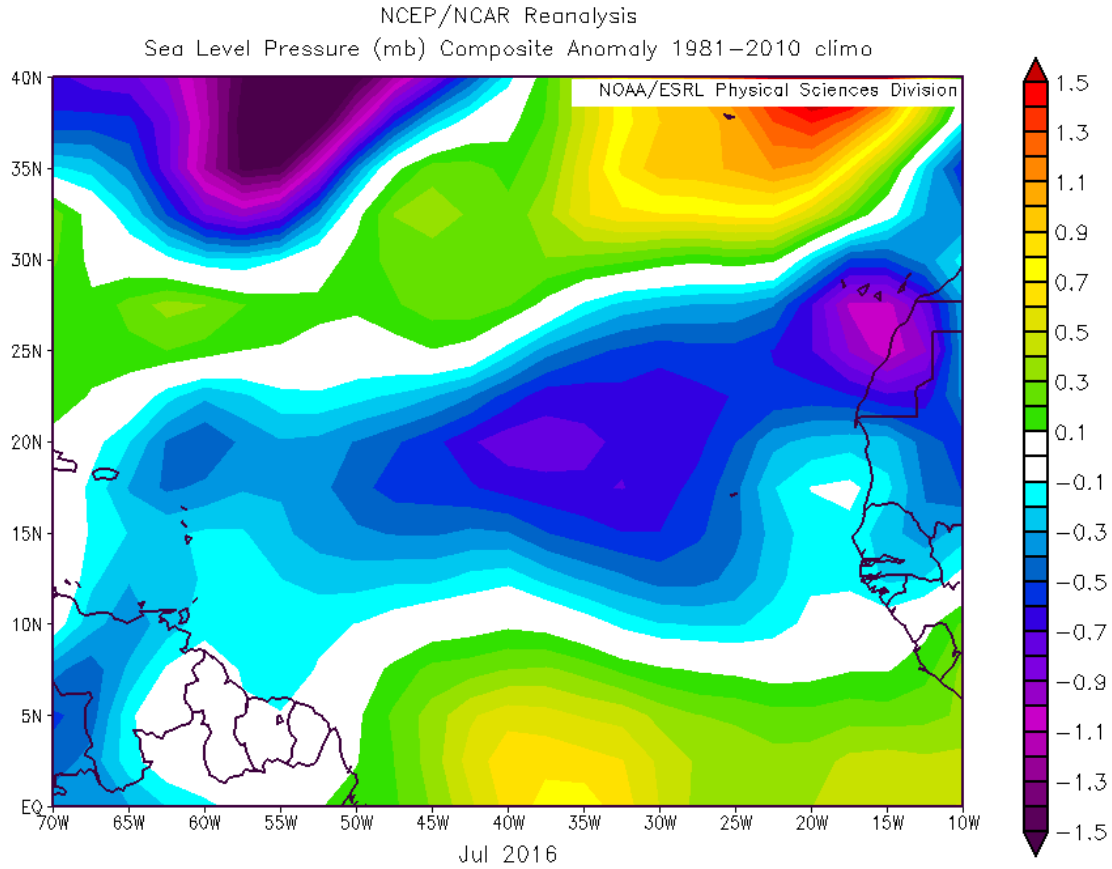 NCEP/NCAR Reanalysis
Sea Level Pressure (mb) Composite Anomaly 1981−2010 climo
NOAA/ESRL Physical Sciences Division
40N
35N
30N
25N
20N
15N
10N
5N
EQ
70W 65W 60W 55W 50W 45W 40W 35W 30W 25W 20W 15W 10W
Jul 2016
1.5
1.3
1.1
0.9
0.7
0.5
0.3
0.1
−0.1
−0.3
−0.5
−0.7
−0.9
−1.1
−1.3
−1.5